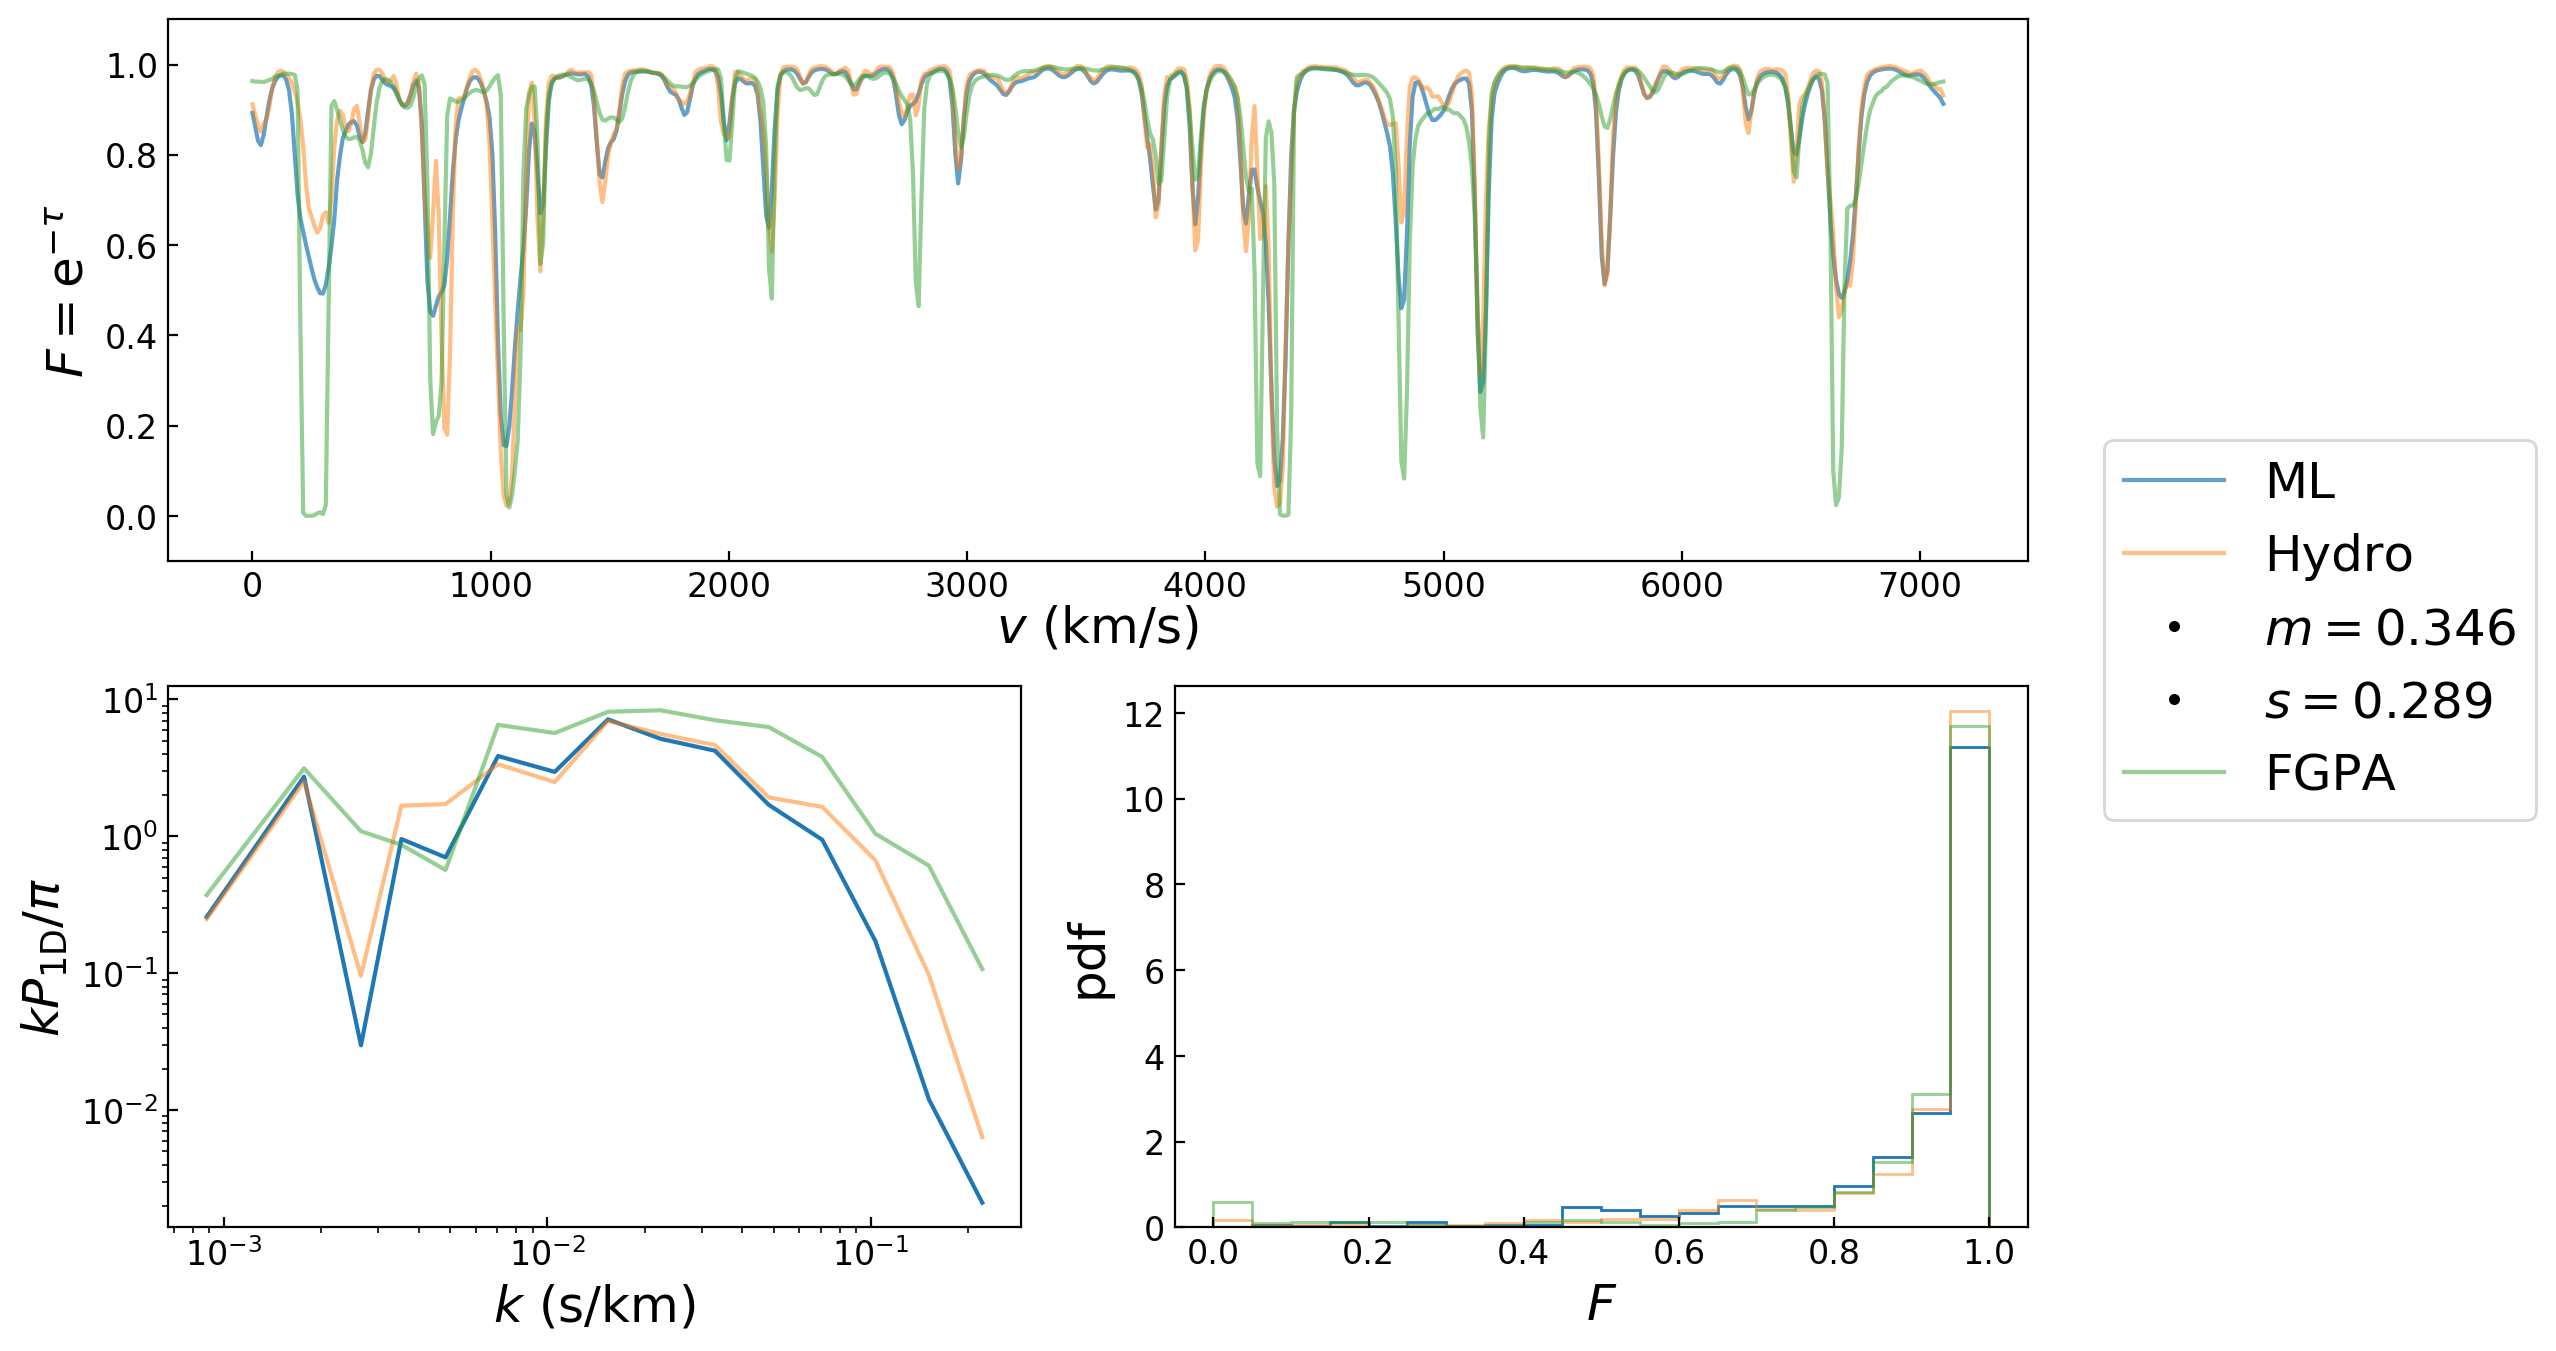 1.0
0.8
0.6
0.4
0.2
0.0
F = e^{-τ}
0 1000 2000 3000 4000 5000 6000 7000
v (km/s)
ML
Hydro
m = 0.346
s = 0.289
FGPA
10^1
10^0
10^{-1}
10^{-2}
kP_{1D}/π
10^{-3} 10^{-2} 10^{-1}
k (s/km)
12
10
8
6
4
2
0
pdf
0.0 0.2 0.4 0.6 0.8 1.0
F